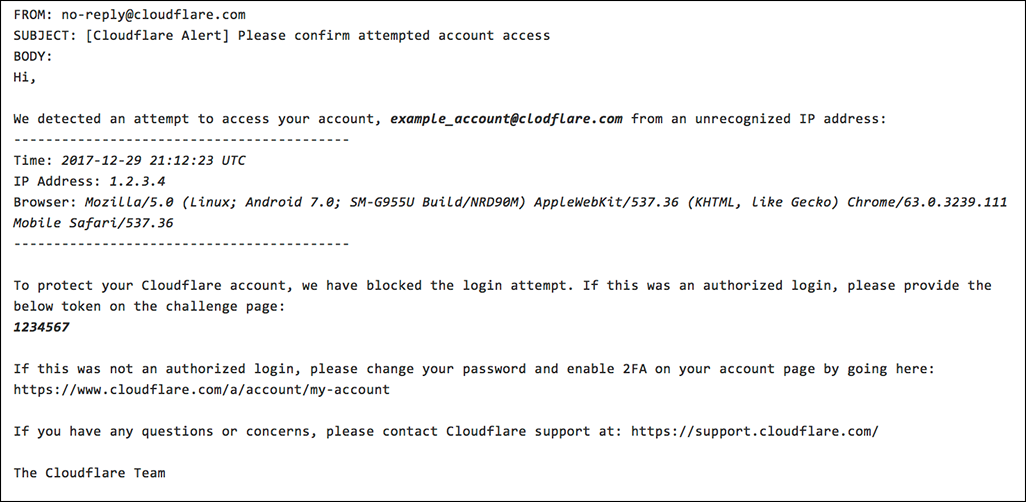 FROM: no-reply@cloudflare.com
SUBJECT: [Cloudflare Alert] Please confirm attempted account access
BODY:
Hi,
We detected an attempt to access your account, example_account@clodflare.com from an unrecognized IP address:
------------------------------------------
Time: 2017-12-29 21:12:23 UTC
IP Address: 1.2.3.4
Browser: Mozilla/5.0 (Linux; Android 7.0; SM-G955U Build/NRD90M) AppleWebKit/537.36 (KHTML, like Gecko) Chrome/63.0.3239.111
Mobile Safari/537.36
------------------------------------------
To protect your Cloudflare account, we have blocked the login attempt. If this was an authorized login, please provide the
below token on the challenge page:
1234567
If this was not an authorized login, please change your password and enable 2FA on your account page by going here:
https://www.cloudflare.com/a/account/my-account
If you have any questions or concerns, please contact Cloudflare support at: https://support.cloudflare.com/
The Cloudflare Team